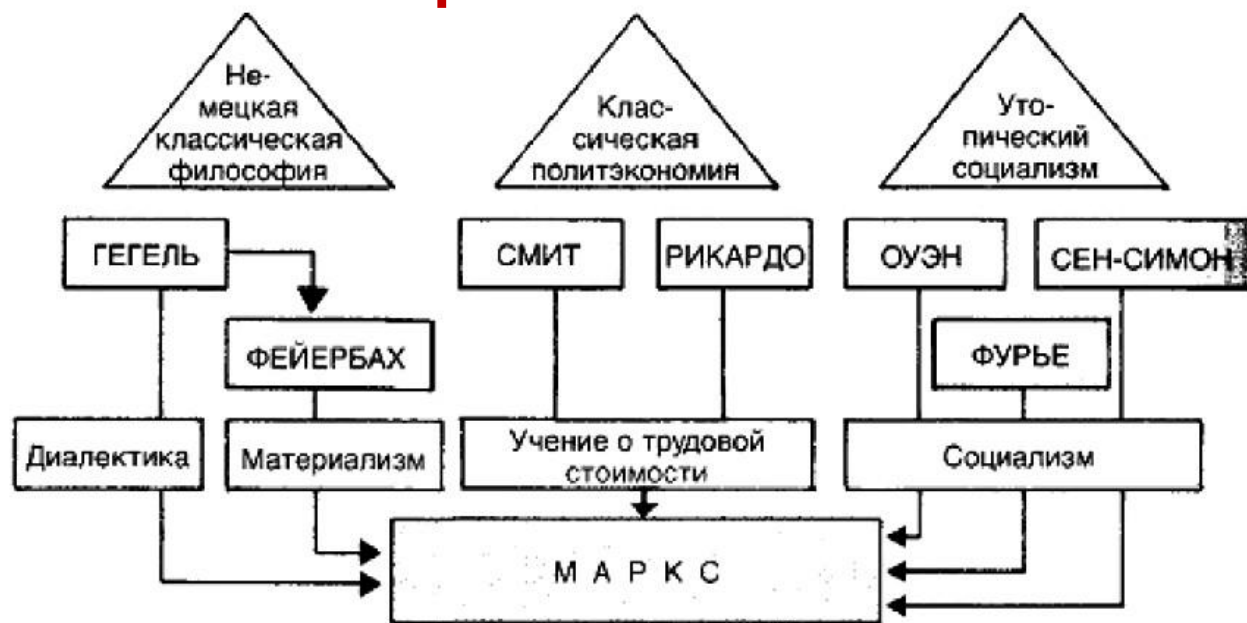 Не-
мецкая
классическая
философия
Клас-
сическая
политэкономия
Уто-
пический
социализм
ГЕГЕЛЬ
СМИТ
РИКАРДО
ОУЭН
СЕН-СИМОН
ФЕЙЕРБАХ
ФУРЬЕ
Диалектика
Материализм
Учение о трудовой
стоимости
Социализм
МАРКС